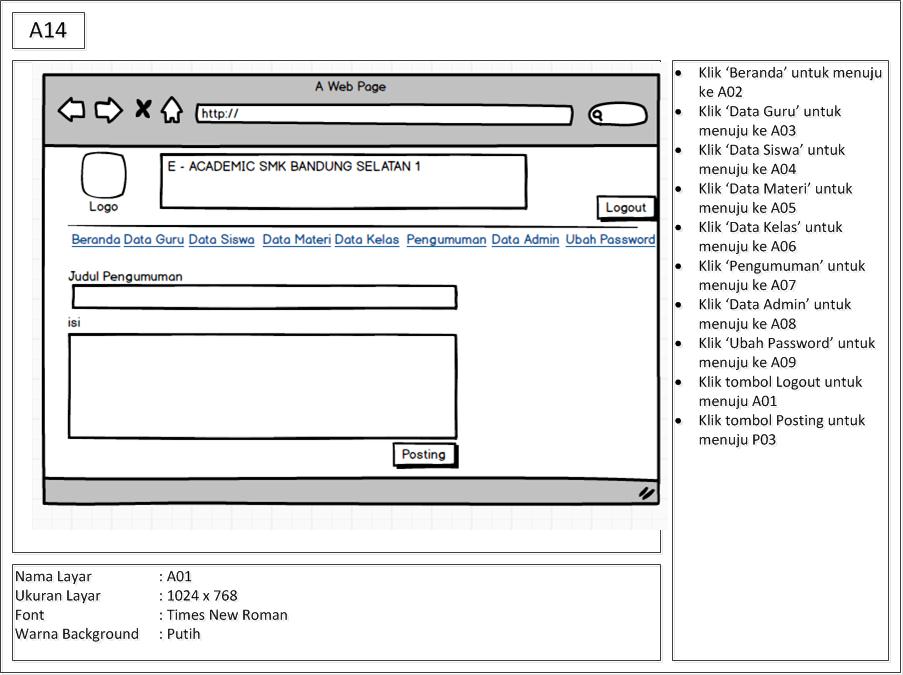 A14
A Web Page
http://
E - ACADEMIC SMK BANDUNG SELATAN 1
Logo
Logout
Beranda Data Guru Data Siswa Data Materi Data Kelas Pengumuman Data Admin Ubah Password
Judul Pengumuman
isi
Posting
• Klik ‘Beranda’ untuk menuju
ke A02
• Klik ‘Data Guru’ untuk
menuju ke A03
• Klik ‘Data Siswa’ untuk
menuju ke A04
• Klik ‘Data Materi’ untuk
menuju ke A05
• Klik ‘Data Kelas’ untuk
menuju ke A06
• Klik ‘Pengumuman’ untuk
menuju ke A07
• Klik ‘Data Admin’ untuk
menuju ke A08
• Klik ‘Ubah Password’ untuk
menuju ke A09
• Klik tombol Logout untuk
menuju A01
• Klik tombol Posting untuk
menuju P03
Nama Layar : A01
Ukuran Layar : 1024 x 768
Font : Times New Roman
Warna Background : Putih